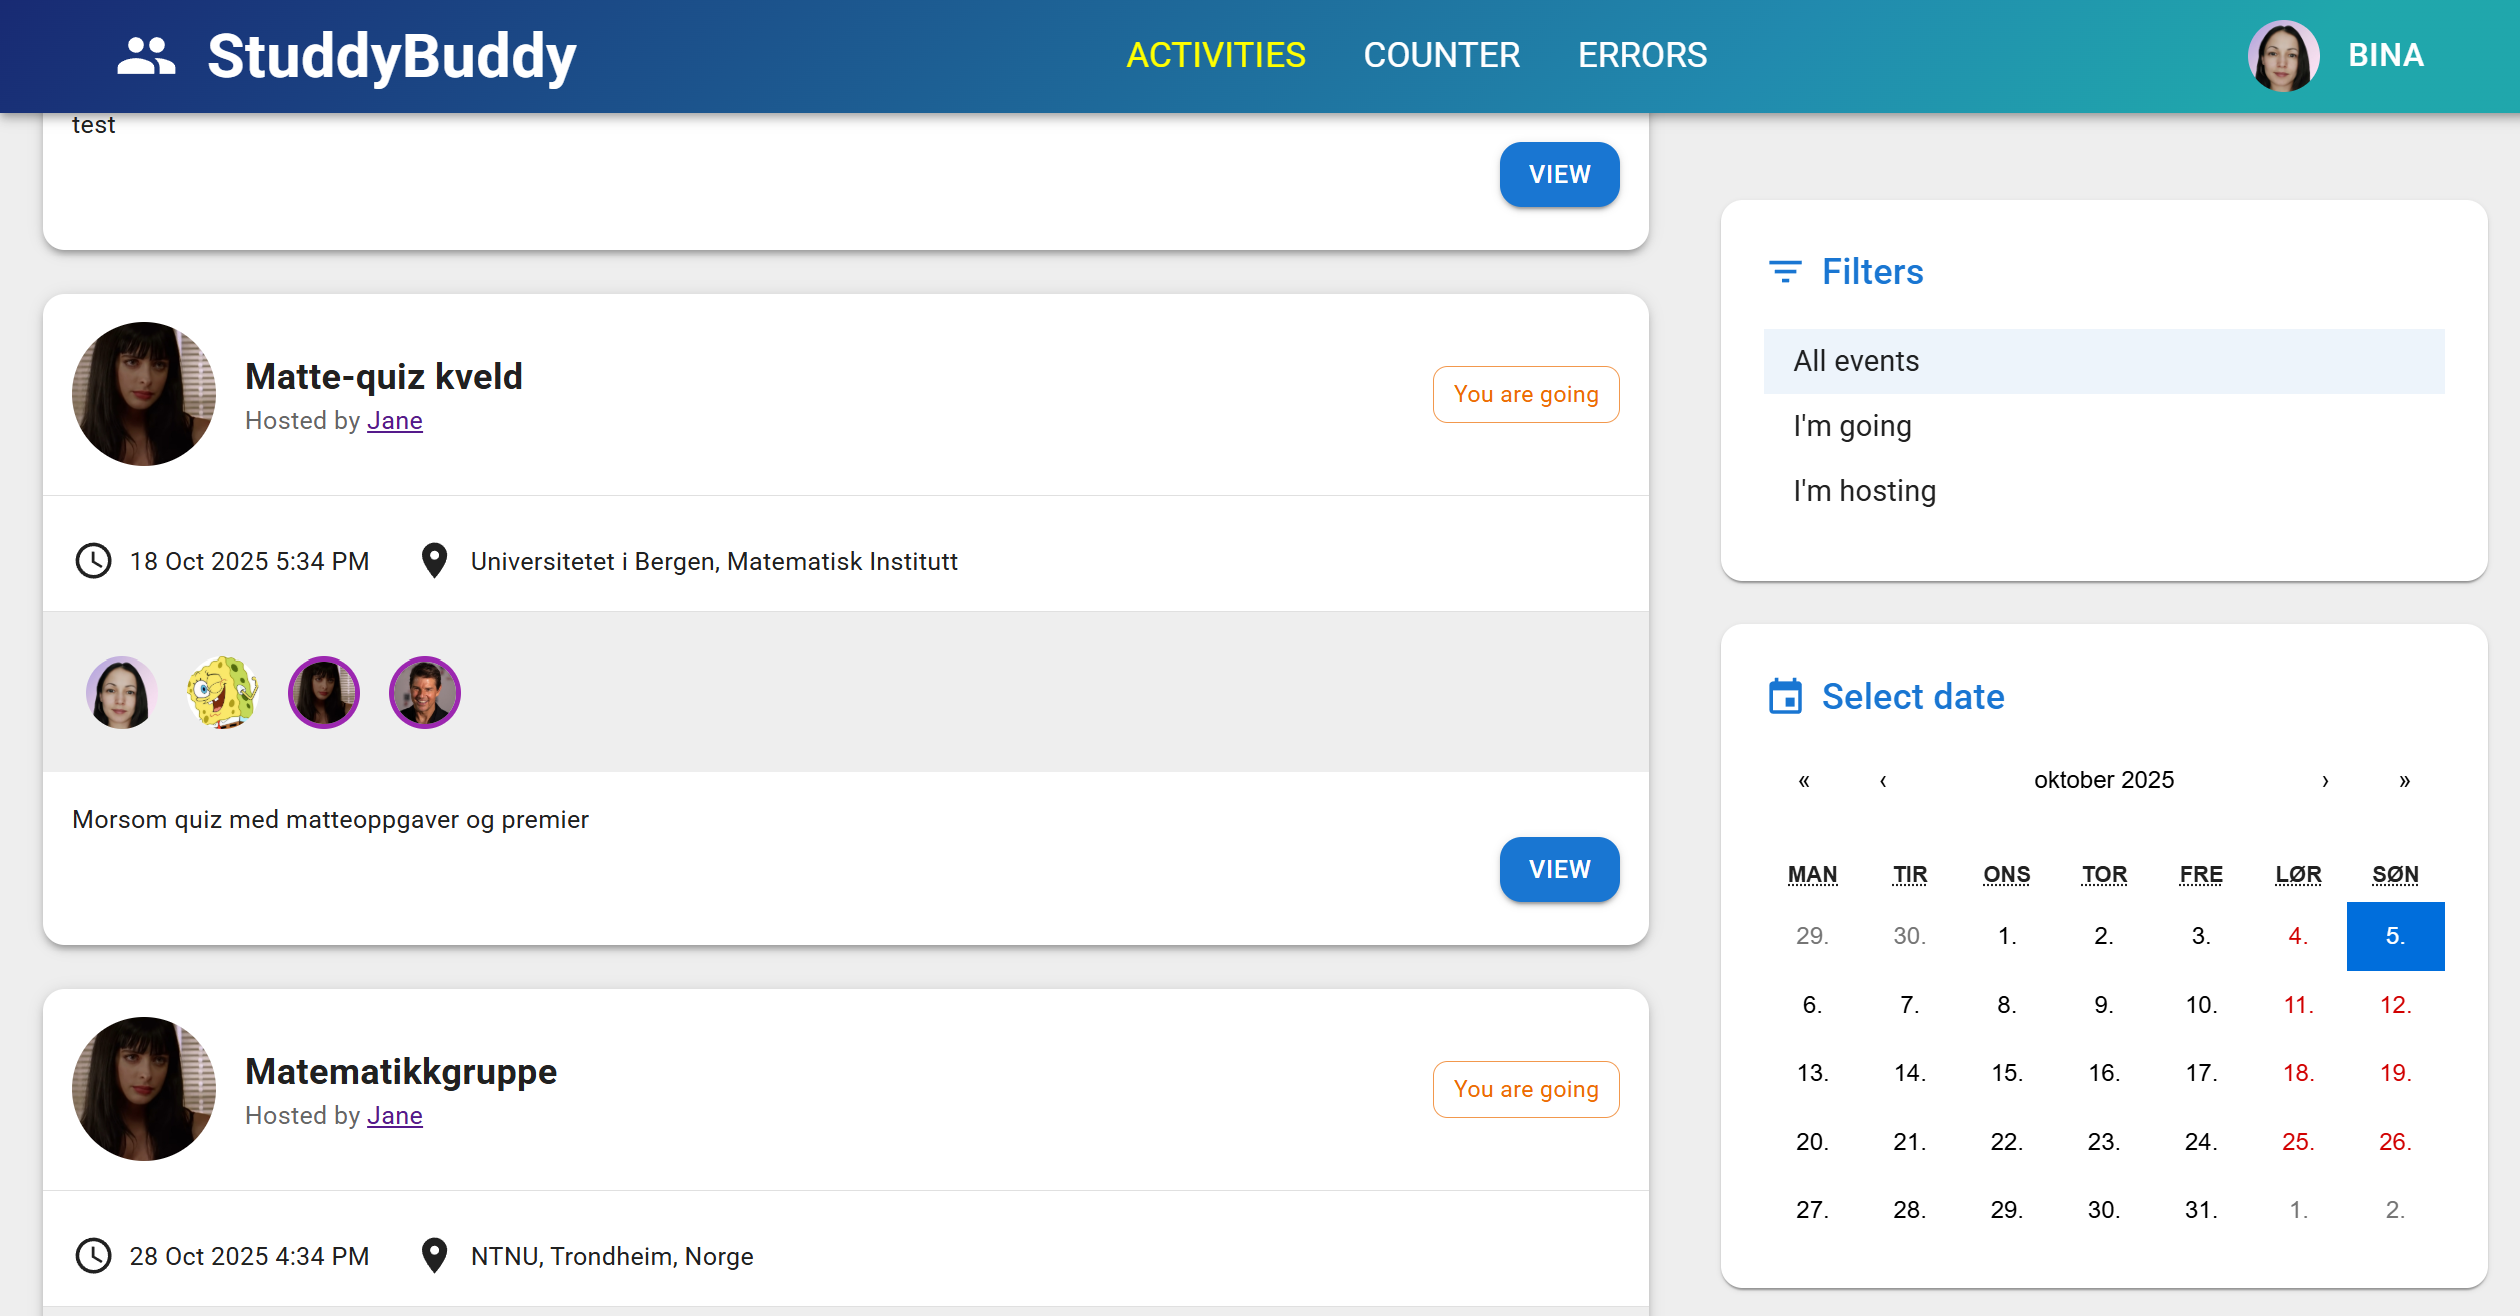 StuddyBuddy
ACTIVITIES COUNTER ERRORS
BINA
test
VIEW
Matte-quiz kveld
Hosted by Jane
You are going
18 Oct 2025 5:34 PM Universitetet i Bergen, Matematisk Institutt
Morsom quiz med matteoppgaver og premier
VIEW
Matematikkgruppe
Hosted by Jane
You are going
28 Oct 2025 4:34 PM NTNU, Trondheim, Norge
Filters
All events
I'm going
I'm hosting
Select date
« ‹ oktober 2025 › »
MAN TIR ONS TOR FRE LØR SØN
29. 30. 1. 2. 3. 4. 5.
6. 7. 8. 9. 10. 11. 12.
13. 14. 15. 16. 17. 18. 19.
20. 21. 22. 23. 24. 25. 26.
27. 28. 29. 30. 31. 1. 2.